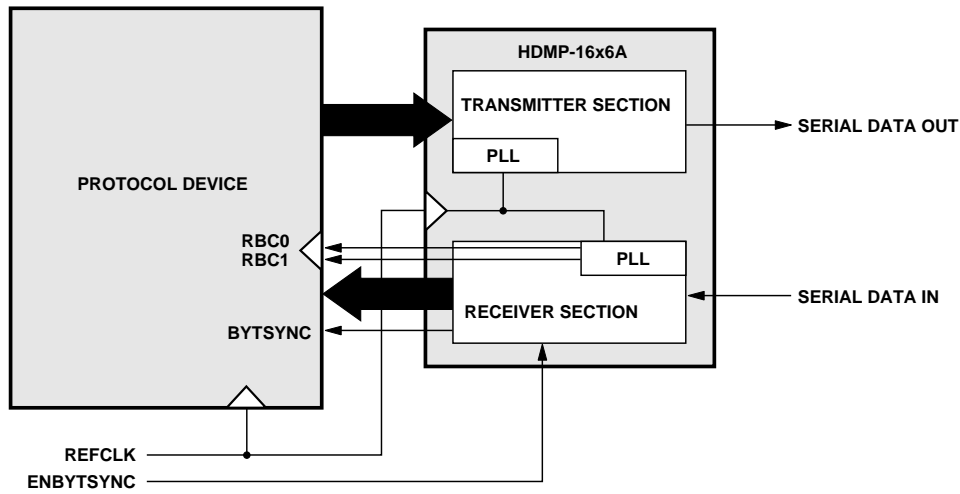 HDMP-16x6A
TRANSMITTER SECTION
SERIAL DATA OUT
PLL
PROTOCOL DEVICE
RBC0
RBC1
PLL
SERIAL DATA IN
RECEIVER SECTION
BYTSYNC
REFCLK
ENBYTSYNC